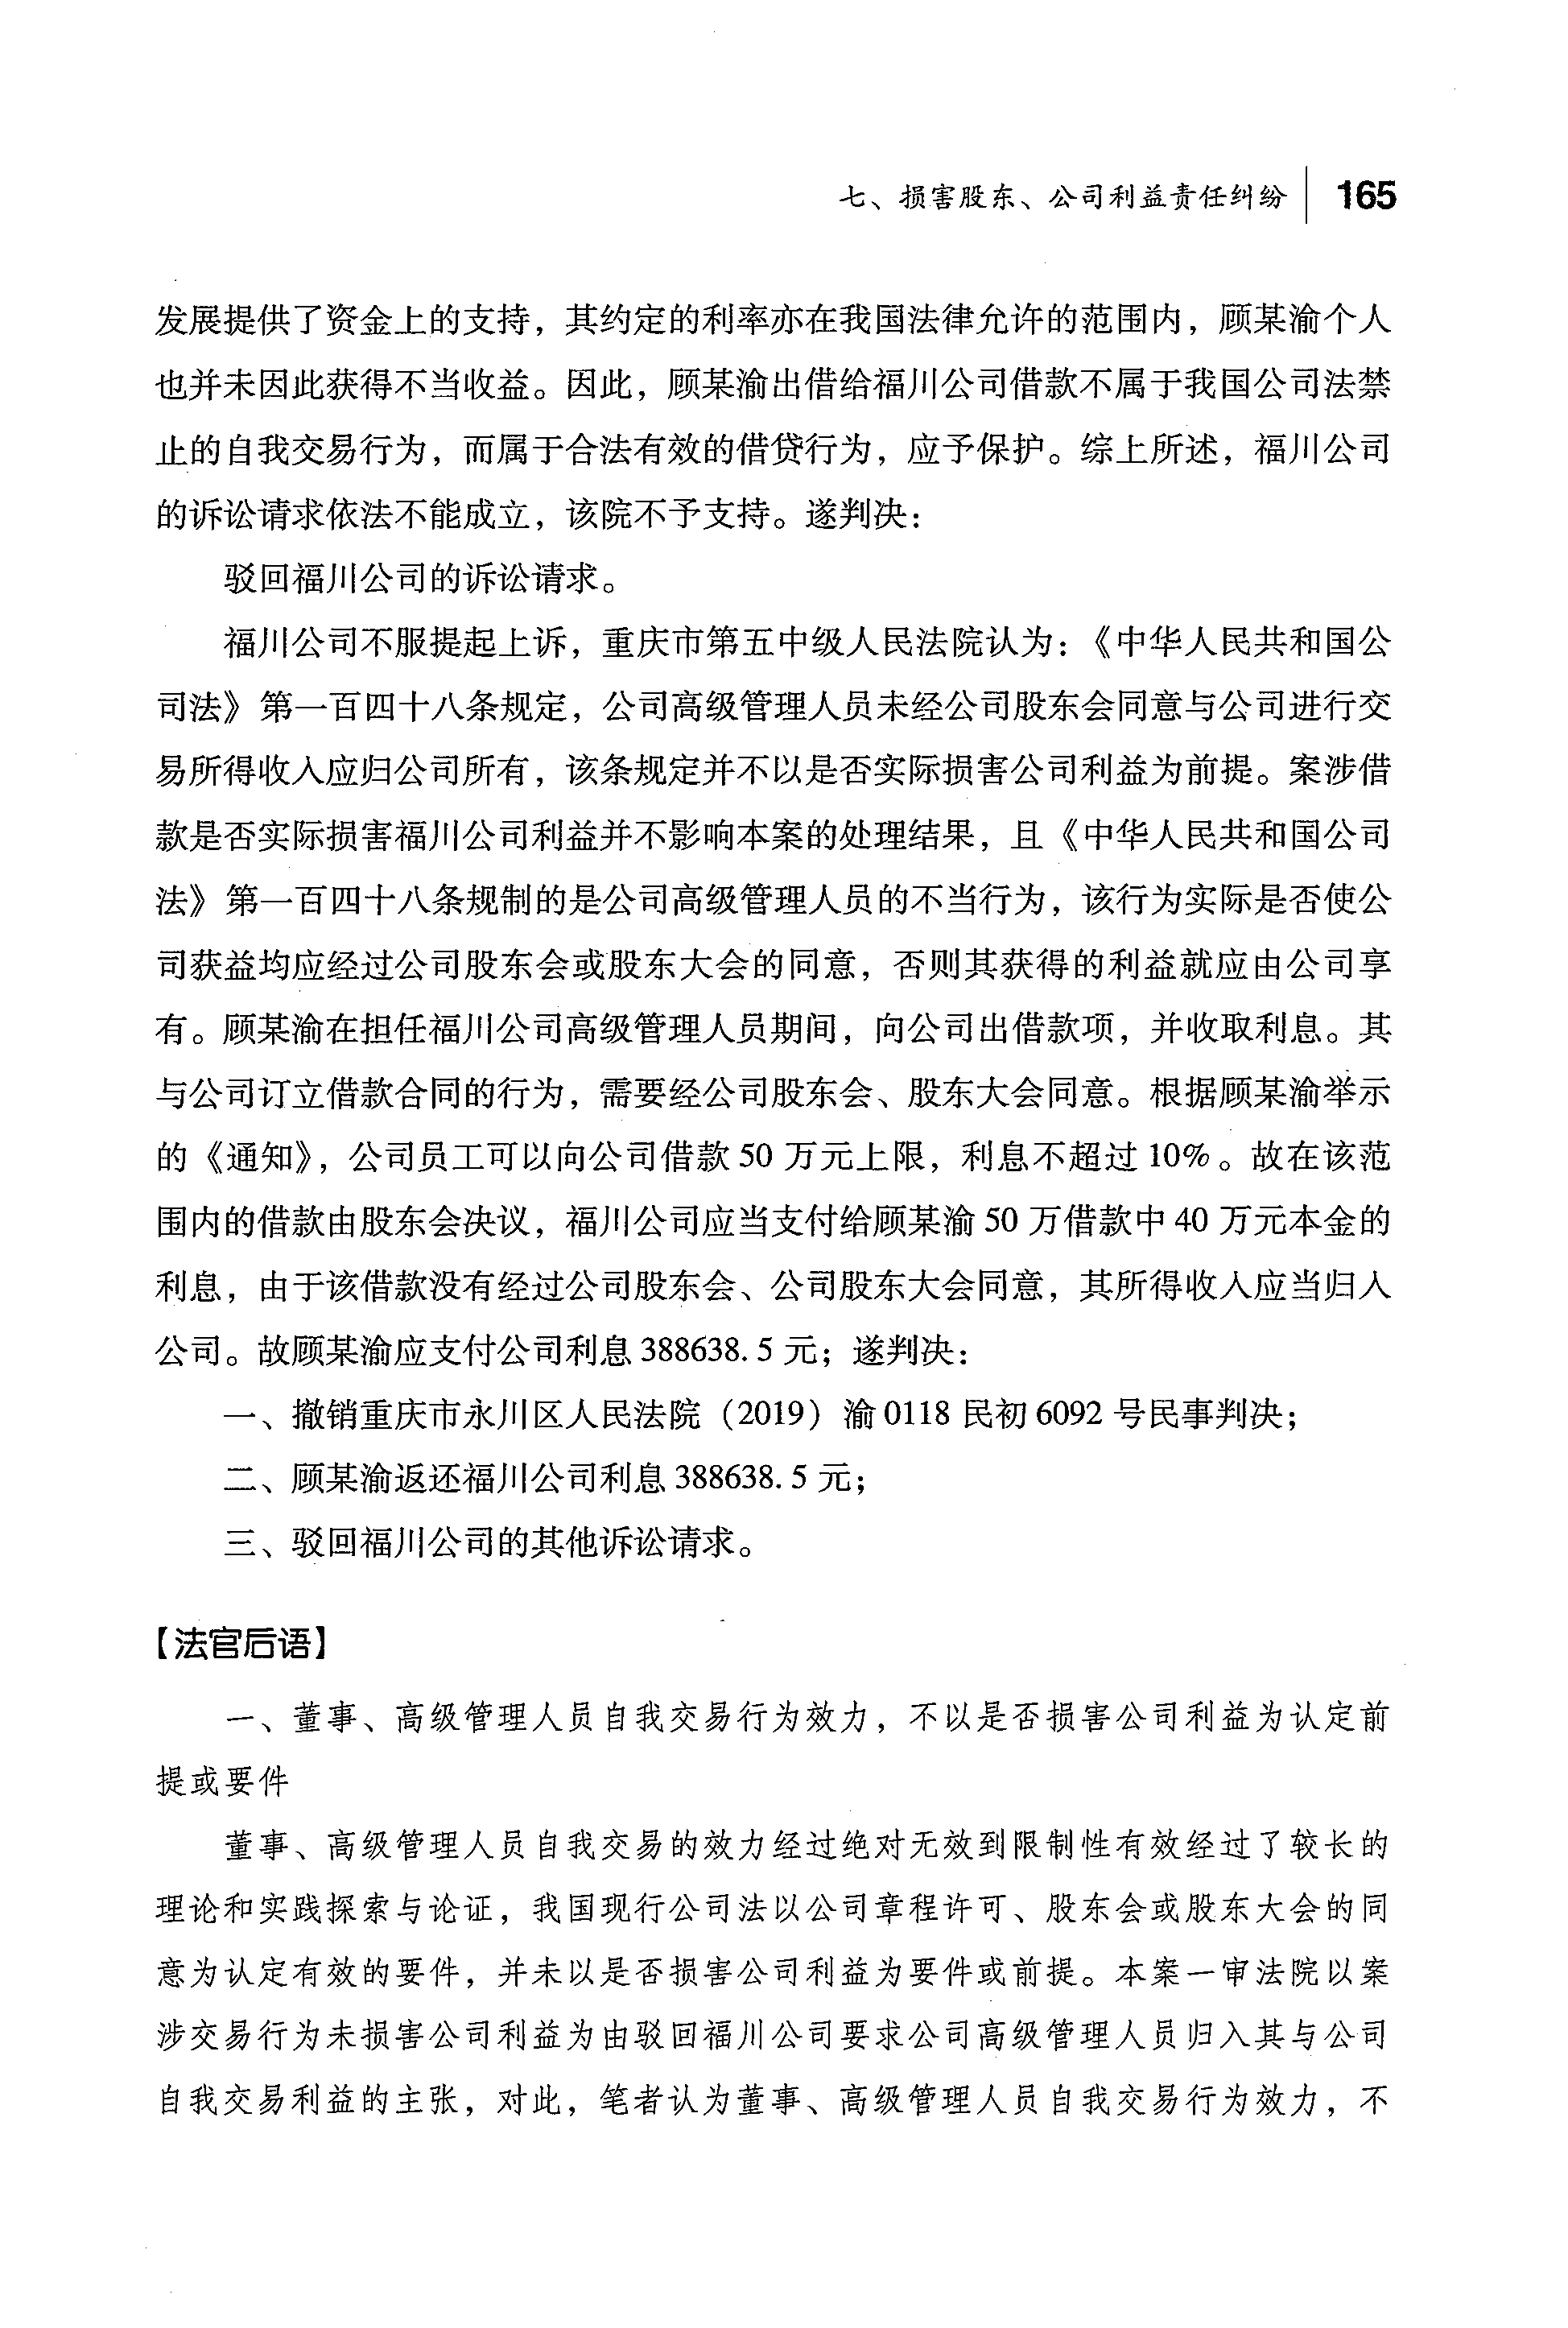 七、损害股东、公司利益责任纠纷 165
发展提供了资金上的支持，其约定的利率亦在我国法律允许的范围内，顾某渝个人
也并未因此获得不当收益。因此，顾某渝出借给福川公司借款不属于我国公司法禁
止的自我交易行为，而属于合法有效的借贷行为，应予保护。综上所述，福川公司
的诉讼请求依法不能成立，该院不予支持。遂判决：
驳回福川公司的诉讼请求。
福川公司不服提起上诉，重庆市第五中级人民法院认为：《中华人民共和国公
司法》第一百四十八条规定，公司高级管理人员未经公司股东会同意与公司进行交
易所得收入应归公司所有，该条规定并不以是否实际损害公司利益为前提。案涉借
款是否实际损害福川公司利益并不影响本案的处理结果，且《中华人民共和国公司
法》第一百四十八条规制的是公司高级管理人员的不当行为，该行为实际是否使公
司获益均应经过公司股东会或股东大会的同意，否则其获得的利益就应由公司享
有。顾某渝在担任福川公司高级管理人员期间，向公司出借款项，并收取利息。其
与公司订立借款合同的行为，需要经公司股东会、股东大会同意。根据顾某渝举示
的《通知》，公司员工可以向公司借款 50 万元上限，利息不超过 10%。故在该范
围内的借款由股东会决议，福川公司应当支付给顾某渝 50 万借款中 40 万元本金的
利息，由于该借款没有经过公司股东会、公司股东大会同意，其所得收入应当归入
公司。故顾某渝应支付公司利息 388638.5 元；遂判决：
一、撤销重庆市永川区人民法院（2019）渝 0118 民初 6092 号民事判决；
二、顾某渝返还福川公司利息 388638.5 元；
三、驳回福川公司的其他诉讼请求。
【法官后语】
一、董事、高级管理人员自我交易行为效力，不以是否损害公司利益为认定前
提或要件
董事、高级管理人员自我交易的效力经过绝对无效到限制性有效经过了较长的
理论和实践探索与论证，我国现行公司法以公司章程许可、股东会或股东大会的同
意为认定有效的要件，并未以是否损害公司利益为要件或前提。本案一审法院以案
涉交易行为未损害公司利益为由驳回福川公司要求公司高级管理人员归入其与公司
自我交易利益的主张，对此，笔者认为董事、高级管理人员自我交易行为效力，不